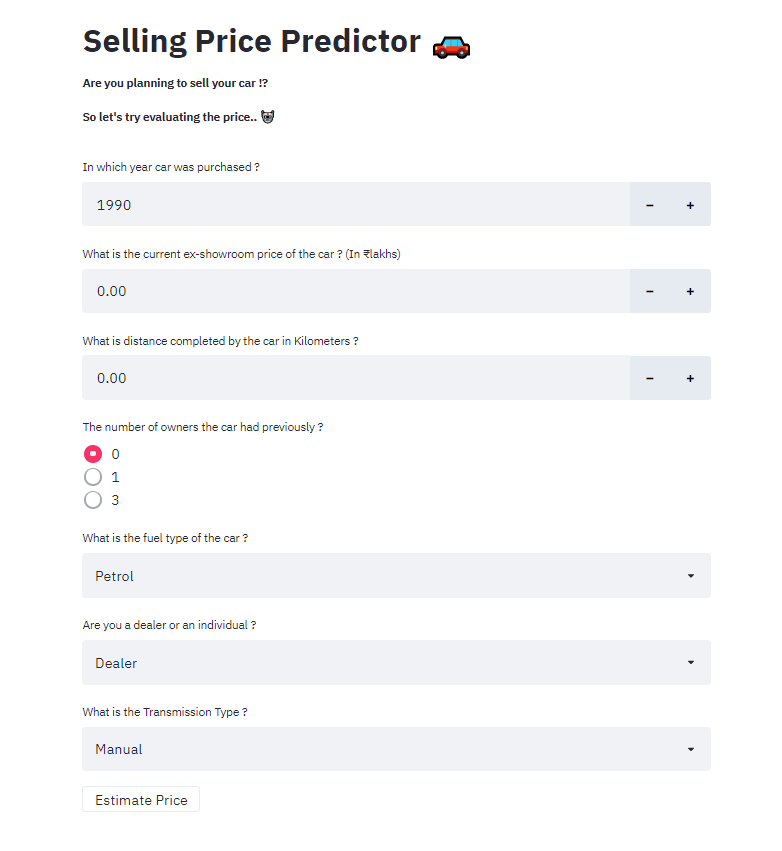 Selling Price Predictor
Are you planning to sell your car !?
So let's try evaluating the price..
In which year car was purchased ?
1990 − +
What is the current ex-showroom price of the car ? (In ₹lakhs)
0.00 − +
What is distance completed by the car in Kilometers ?
0.00 − +
The number of owners the car had previously ?
0
1
3
What is the fuel type of the car ?
Petrol
Are you a dealer or an individual ?
Dealer
What is the Transmission Type ?
Manual
Estimate Price